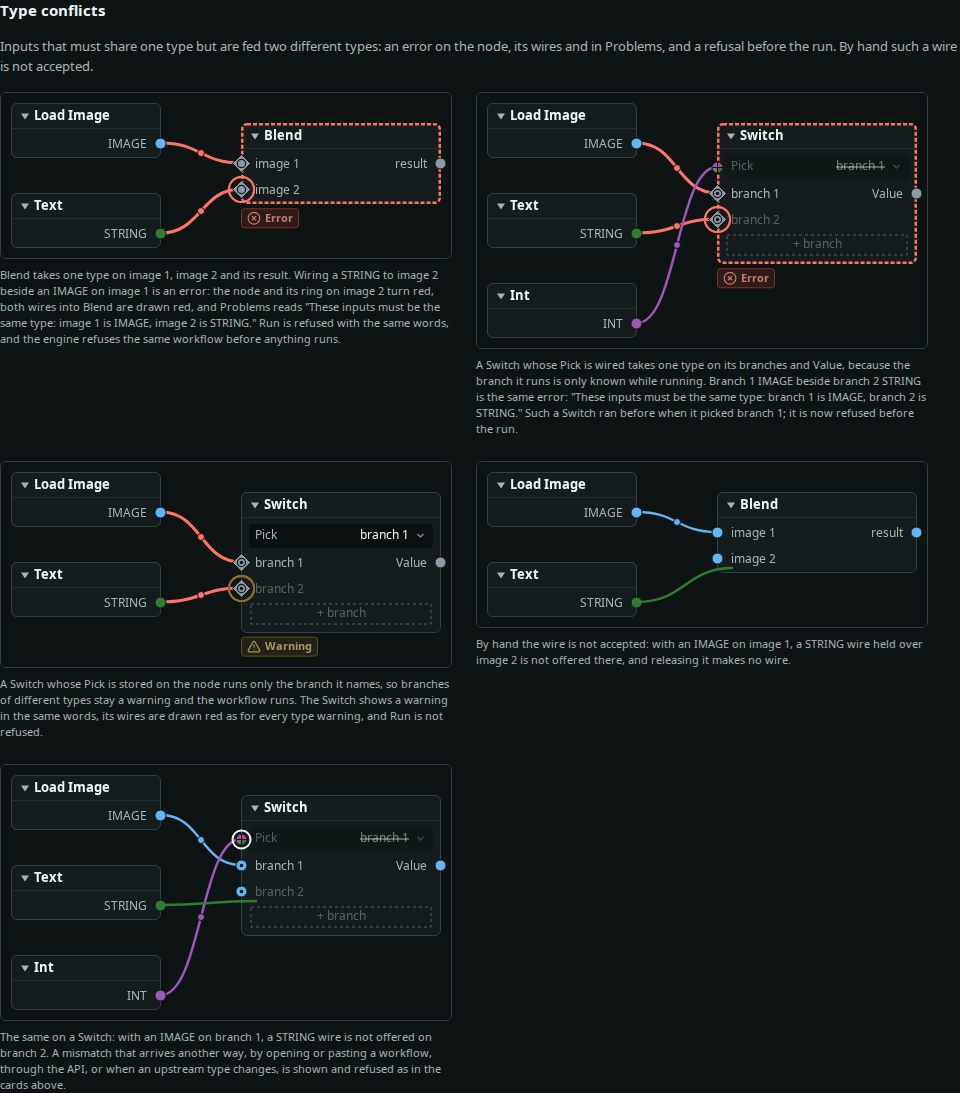 Type conflicts
Inputs that must share one type but are fed two different types: an error on the node, its wires and in Problems, and a refusal before the run. By hand such a wire
is not accepted.
Load Image
IMAGE
Text
STRING
Blend
image 1
result
image 2
Error
Blend takes one type on image 1, image 2 and its result. Wiring a STRING to image 2
beside an IMAGE on image 1 is an error: the node and its ring on image 2 turn red,
both wires into Blend are drawn red, and Problems reads "These inputs must be the
same type: image 1 is IMAGE, image 2 is STRING." Run is refused with the same words,
and the engine refuses the same workflow before anything runs.
Load Image
IMAGE
Text
STRING
Int
INT
Switch
Pick
branch 1
branch 1
Value
branch 2
+ branch
Error
A Switch whose Pick is wired takes one type on its branches and Value, because the
branch it runs is only known while running. Branch 1 IMAGE beside branch 2 STRING
is the same error: "These inputs must be the same type: branch 1 is IMAGE, branch 2 is
STRING." Such a Switch ran before when it picked branch 1; it is now refused before
the run.
Load Image
IMAGE
Text
STRING
Switch
Pick
branch 1
branch 1
Value
branch 2
+ branch
Warning
A Switch whose Pick is stored on the node runs only the branch it names, so branches
of different types stay a warning and the workflow runs. The Switch shows a warning
in the same words, its wires are drawn red as for every type warning, and Run is not
refused.
Load Image
IMAGE
Text
STRING
Blend
image 1
result
image 2
By hand the wire is not accepted: with an IMAGE on image 1, a STRING wire held over
image 2 is not offered there, and releasing it makes no wire.
Load Image
IMAGE
Text
STRING
Int
INT
Switch
Pick
branch 1
branch 1
Value
branch 2
+ branch
The same on a Switch: with an IMAGE on branch 1, a STRING wire is not offered on
branch 2. A mismatch that arrives another way, by opening or pasting a workflow,
through the API, or when an upstream type changes, is shown and refused as in the
cards above.